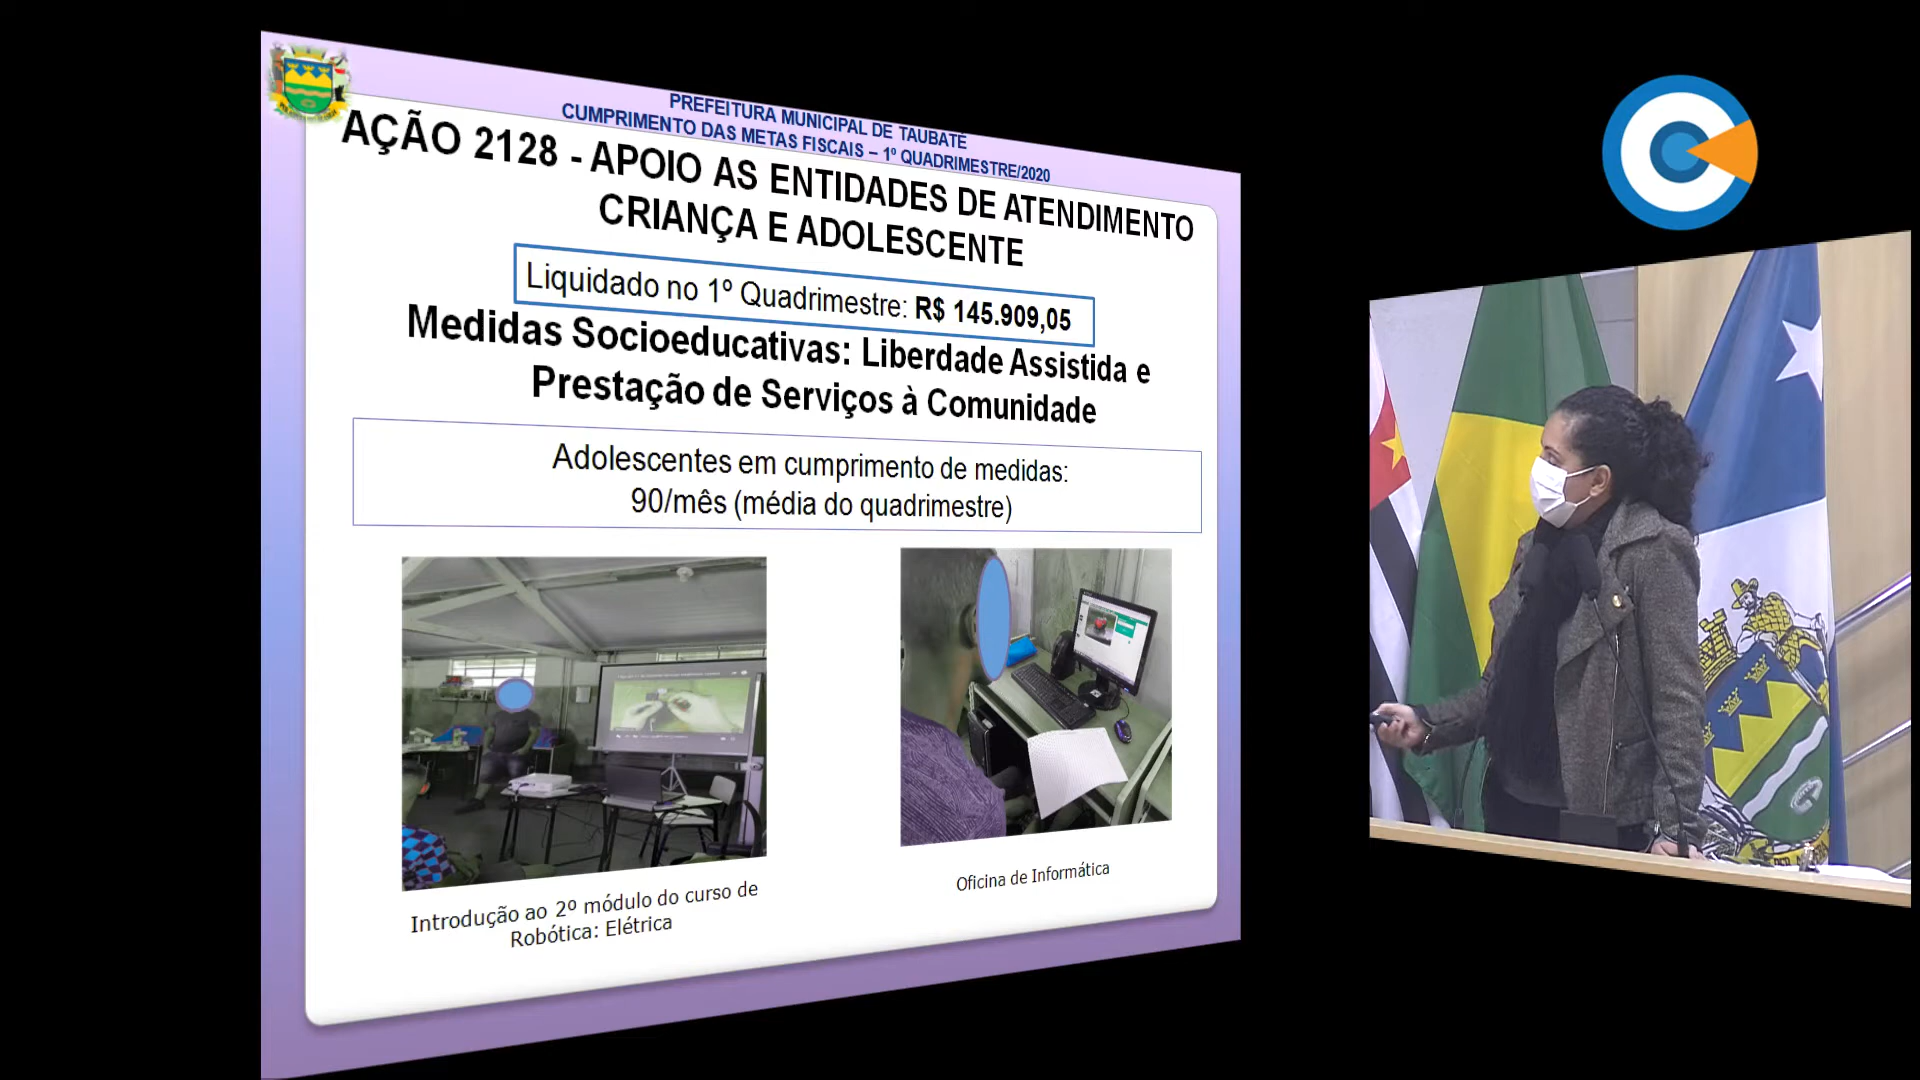 PREFEITURA MUNICIPAL DE TAUBATÉ
CUMPRIMENTO DAS METAS FISCAIS – 1º QUADRIMESTRE/2020
AÇÃO 2128 - APOIO AS ENTIDADES DE ATENDIMENTO
CRIANÇA E ADOLESCENTE
Liquidado no 1º Quadrimestre: R$ 145.909,05
Medidas Socioeducativas: Liberdade Assistida e
Prestação de Serviços à Comunidade
Adolescentes em cumprimento de medidas:
90/mês (média do quadrimestre)
Introdução ao 2º módulo do curso de
Robótica: Elétrica
Oficina de Informática